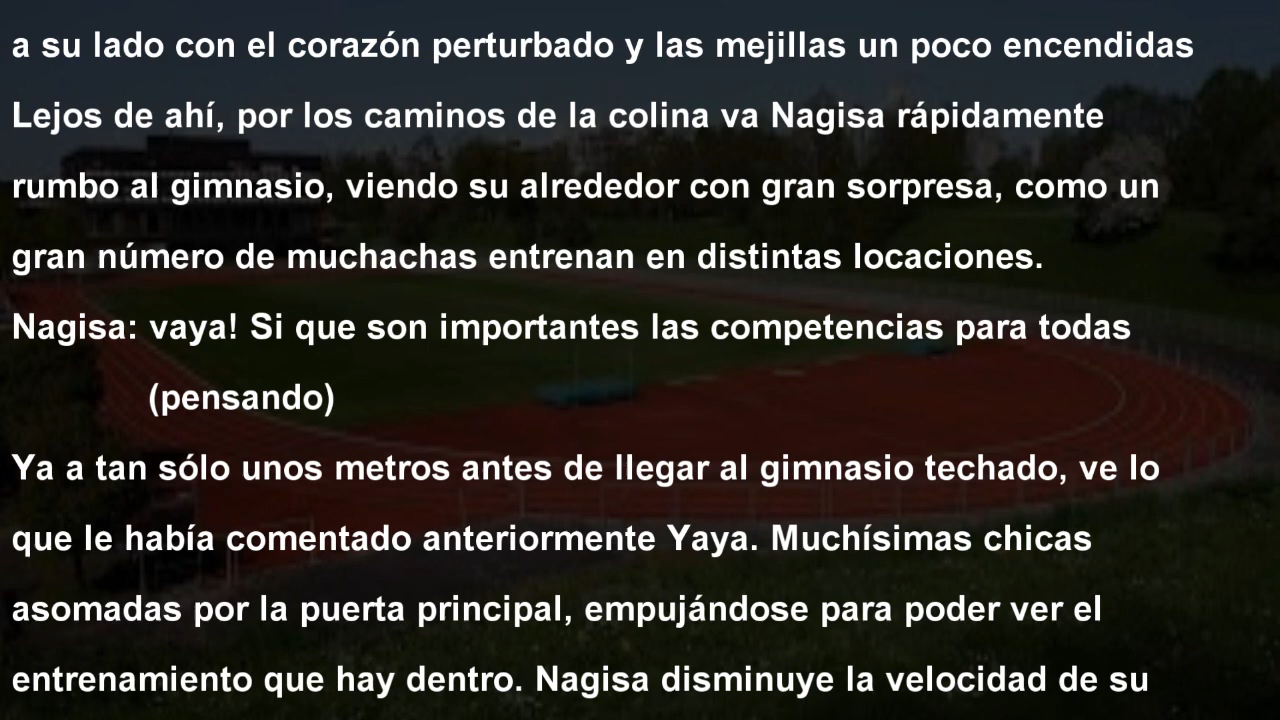 a su lado con el corazón perturbado y las mejillas un poco encendidas
Lejos de ahí, por los caminos de la colina va Nagisa rápidamente
rumbo al gimnasio, viendo su alrededor con gran sorpresa, como un
gran número de muchachas entrenan en distintas locaciones.
Nagisa: vaya! Si que son importantes las competencias para todas
(pensando)
Ya a tan sólo unos metros antes de llegar al gimnasio techado, ve lo
que le había comentado anteriormente Yaya. Muchísimas chicas
asomadas por la puerta principal, empujándose para poder ver el
entrenamiento que hay dentro. Nagisa disminuye la velocidad de su